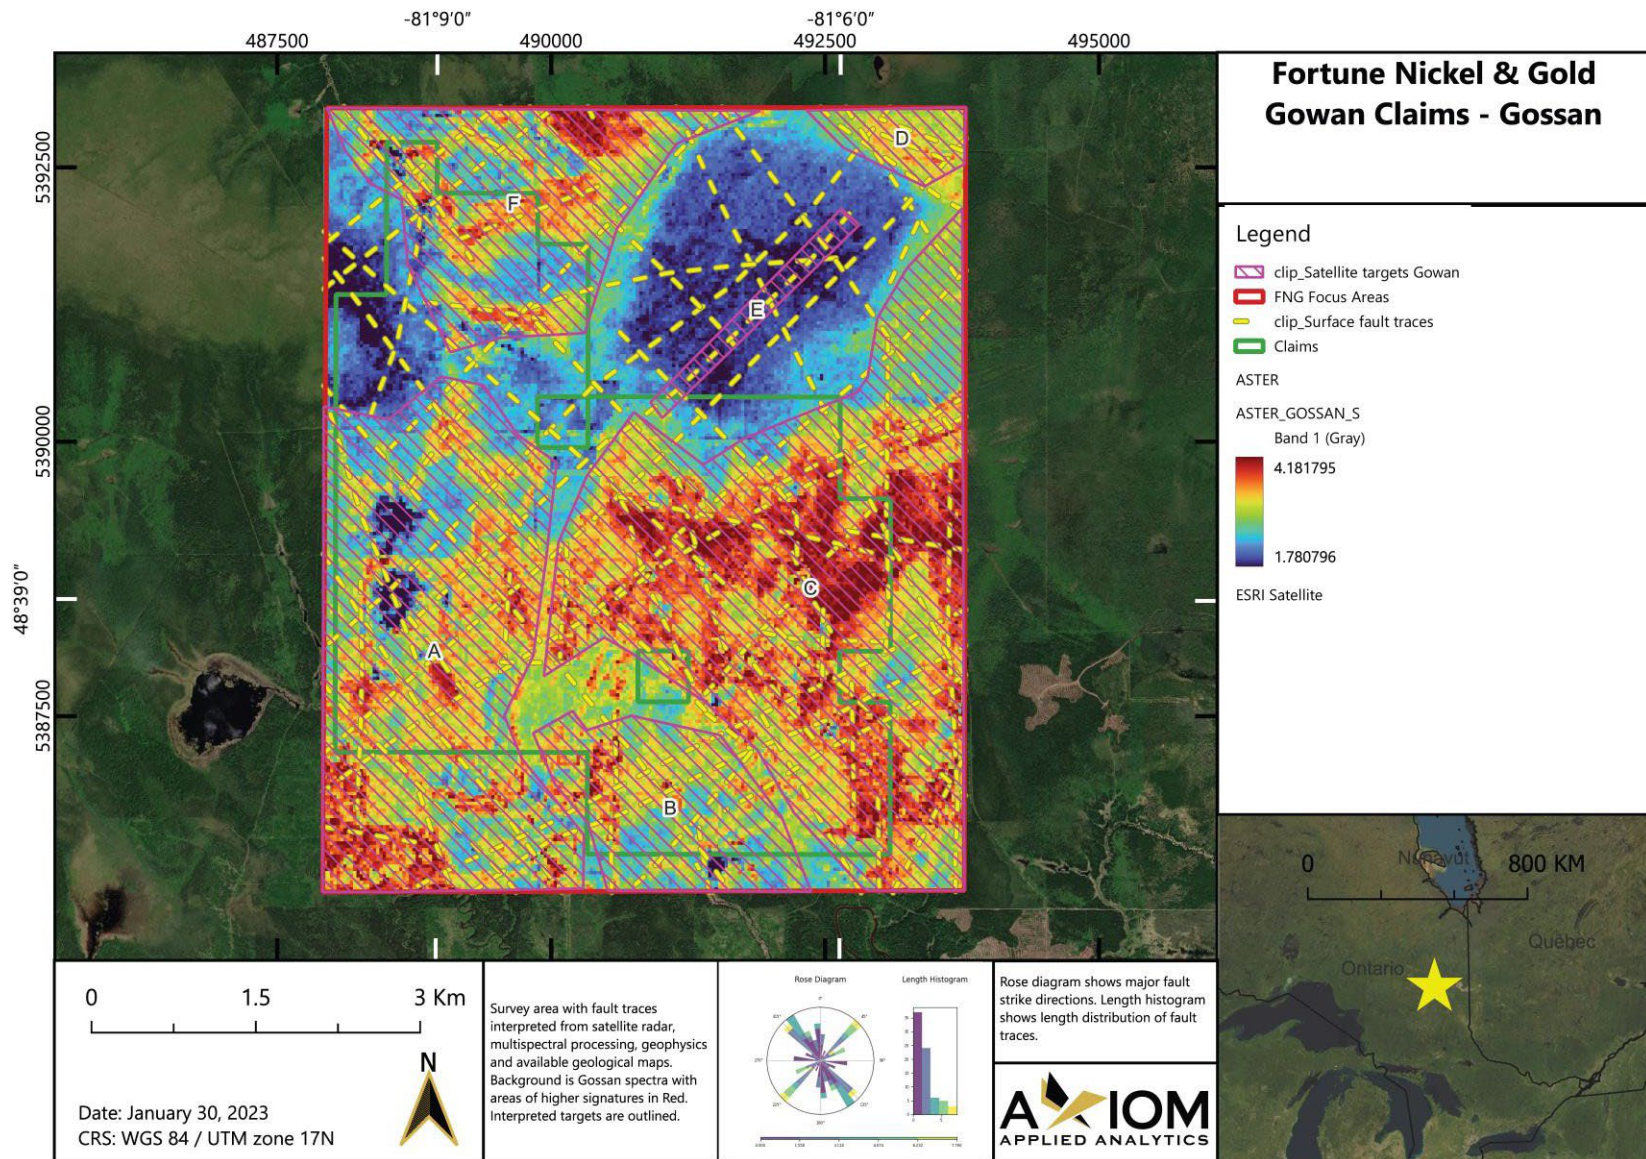 -81°9′0″
-81°6′0″
487500
490000
492500
495000
5392500
5390000
48°39′0″
5387500
D
F
E
C
A
B
Fortune Nickel & Gold
Gowan Claims - Gossan
Legend
clip_Satellite targets Gowan
FNG Focus Areas
clip_Surface fault traces
Claims
ASTER
ASTER_GOSSAN_S
Band 1 (Gray)
4.181795
1.780796
ESRI Satellite
0 800 KM
Nunavut
Québec
Ontario
0 1.5 3 Km
N
Date: January 30, 2023
CRS: WGS 84 / UTM zone 17N
Survey area with fault traces
interpreted from satellite radar,
multispectral processing, geophysics
and available geological maps.
Background is Gossan spectra with
areas of higher signatures in Red.
Interpreted targets are outlined.
Rose Diagram
Length Histogram
Rose diagram shows major fault
strike directions. Length histogram
shows length distribution of fault
traces.
AXIOM
APPLIED ANALYTICS